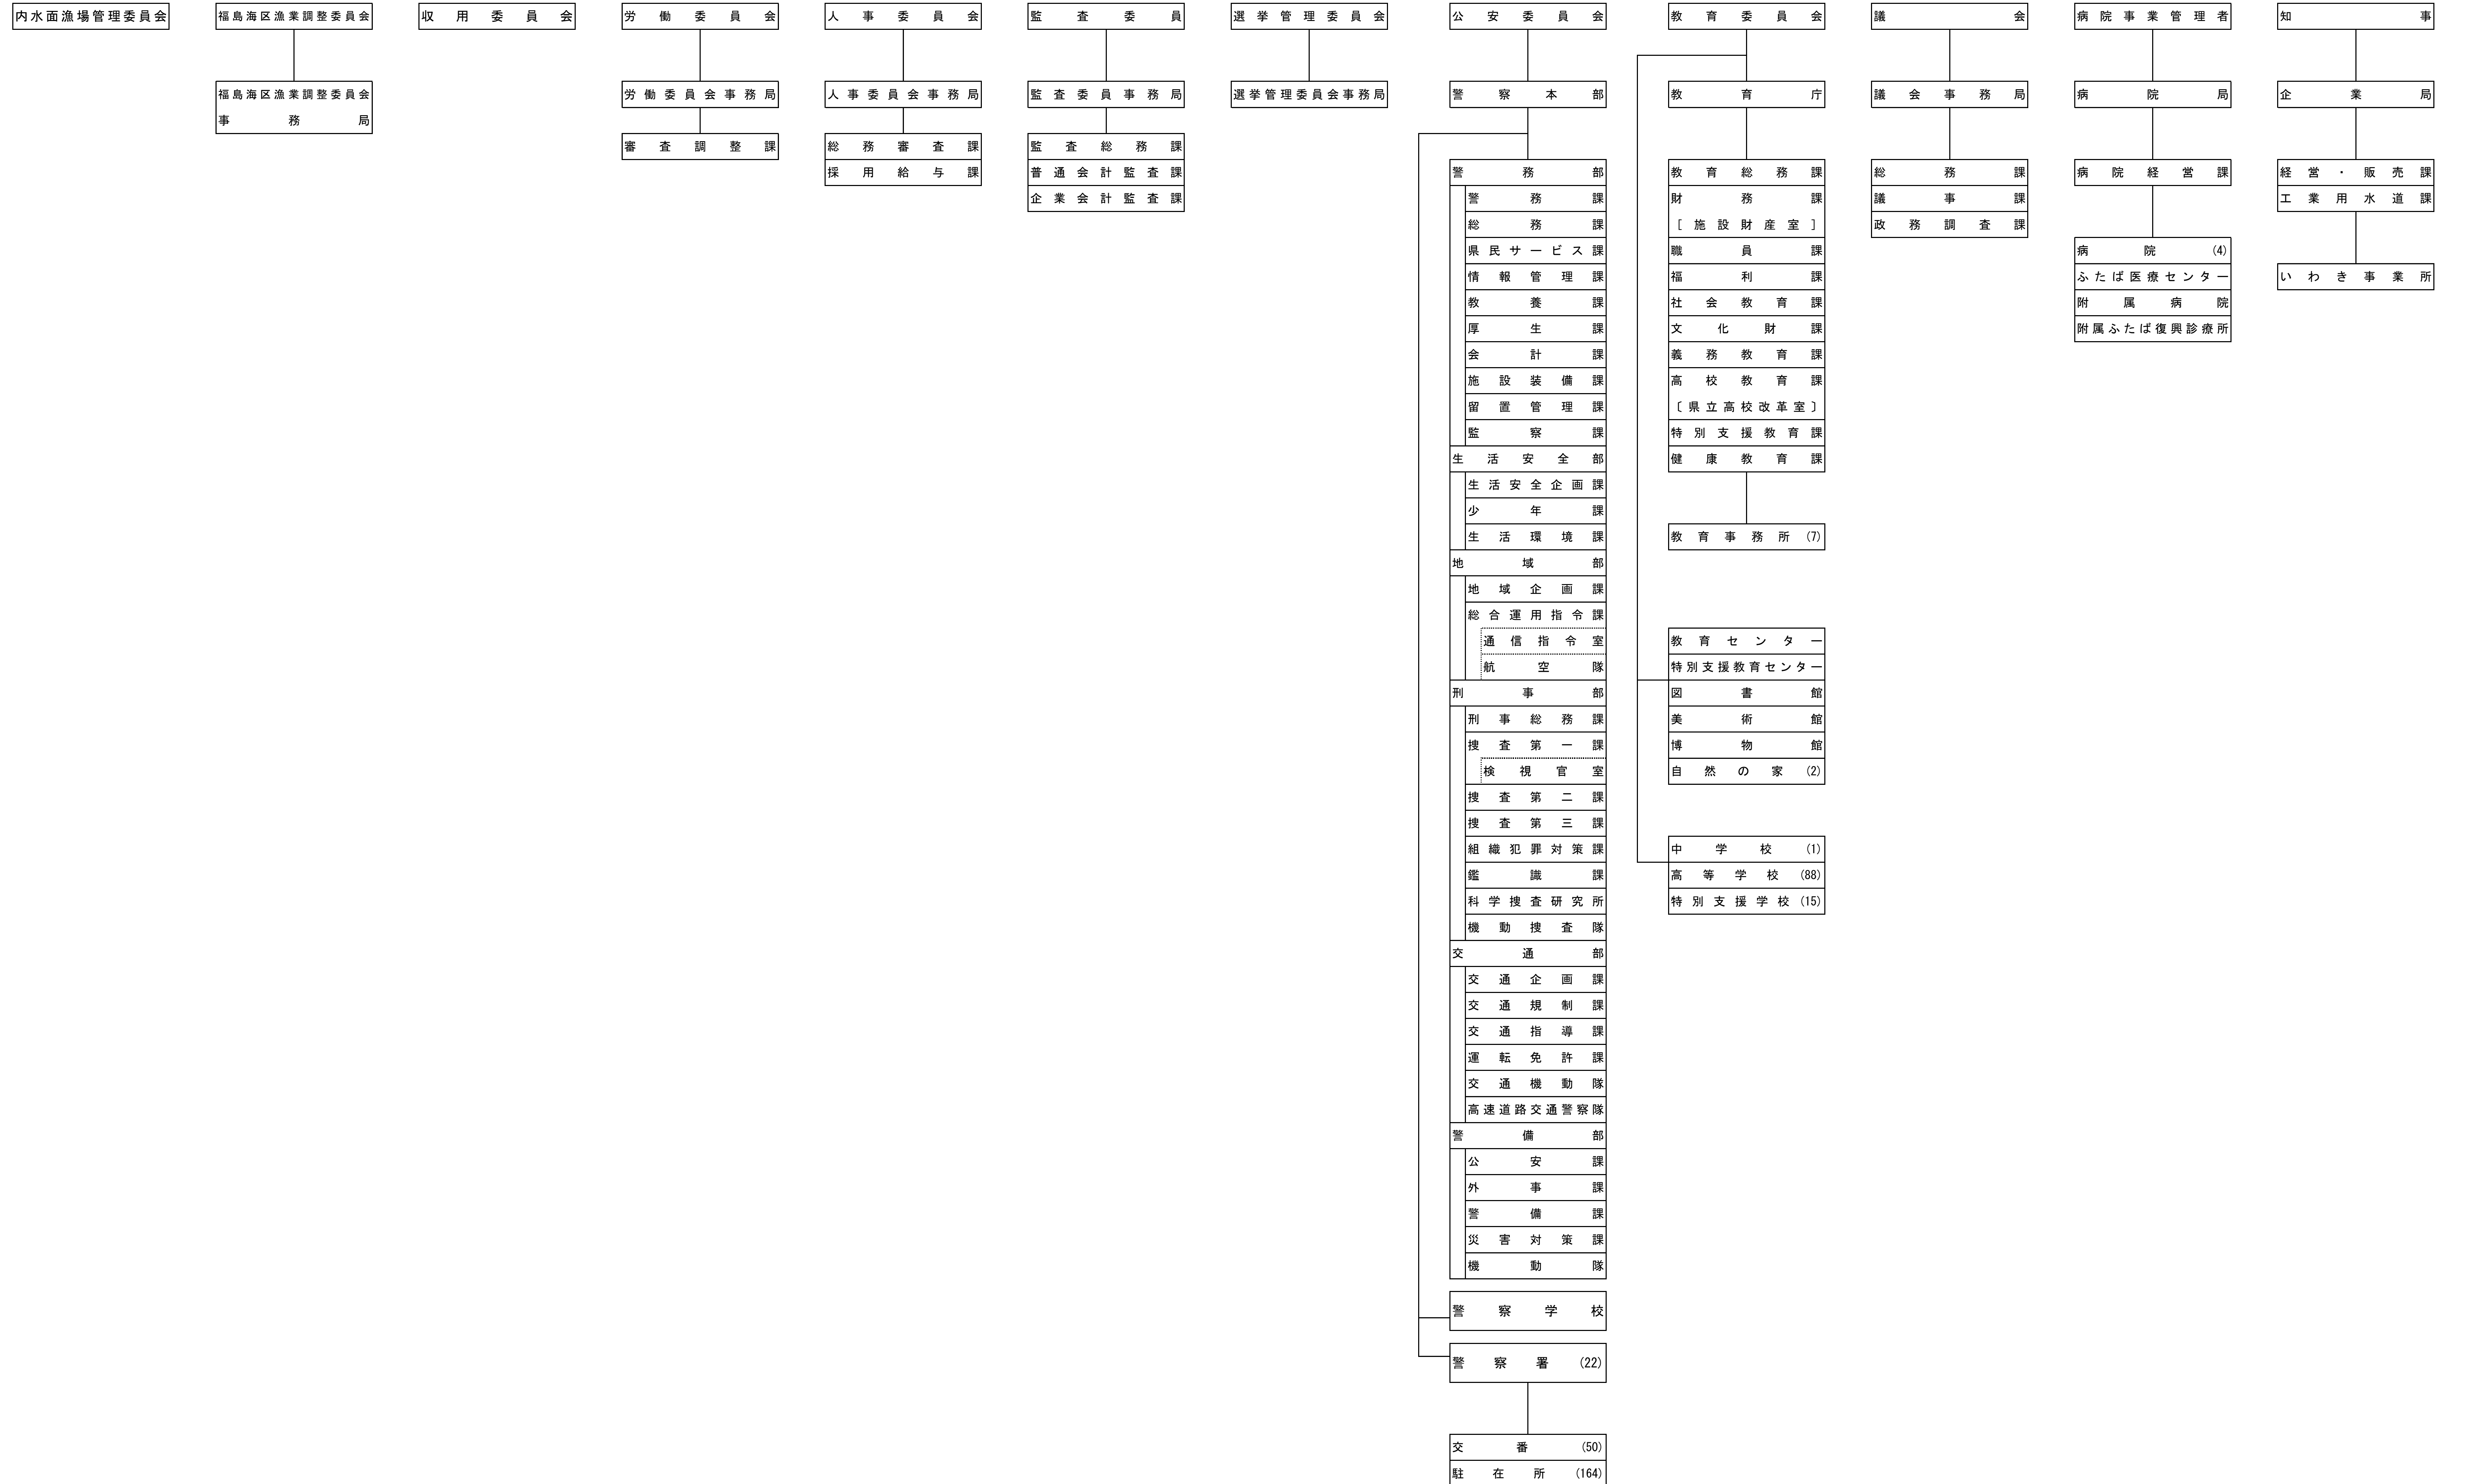 内水面漁場管理委員会
福島海区漁業調整委員会
福島海区漁業調整委員会
事務局
収用委員会
労働委員会
労働委員会事務局
審査調整課
人事委員会
人事委員会事務局
総務審査課
採用給与課
監査委員
監査委員事務局
監査総務課
普通会計監査課
企業会計監査課
選挙管理委員会
選挙管理委員会事務局
公安委員会
警察本部
警務部
警務課
総務課
県民サービス課
情報管理課
教養課
厚生課
会計課
施設装備課
留置管理課
監察課
生活安全部
生活安全企画課
少年課
生活環境課
地域部
地域企画課
総合運用指令課
通信指令室
航空隊
刑事部
刑事総務課
捜査第一課
検視官室
捜査第二課
捜査第三課
組織犯罪対策課
鑑識課
科学捜査研究所
機動捜査隊
交通部
交通企画課
交通規制課
交通指導課
運転免許課
交通機動隊
高速道路交通警察隊
警備部
公安課
外事課
警備課
災害対策課
機動隊
警察学校
警察署(22)
交番(50)
駐在所(164)
教育委員会
教育庁
教育総務課
財務課
［施設財産室］
職員課
福利課
社会教育課
文化財課
義務教育課
高校教育課
〔県立高校改革室〕
特別支援教育課
健康教育課
教育事務所(7)
教育センター
特別支援教育センター
図書館
美術館
博物館
自然の家(2)
中学校(1)
高等学校(88)
特別支援学校(15)
議会
議会事務局
総務課
議事課
政務調査課
病院事業管理者
病院局
病院経営課
病院(4)
ふたば医療センター
附属病院
附属ふたば復興診療所
知事
企業局
経営・販売課
工業用水道課
いわき事業所